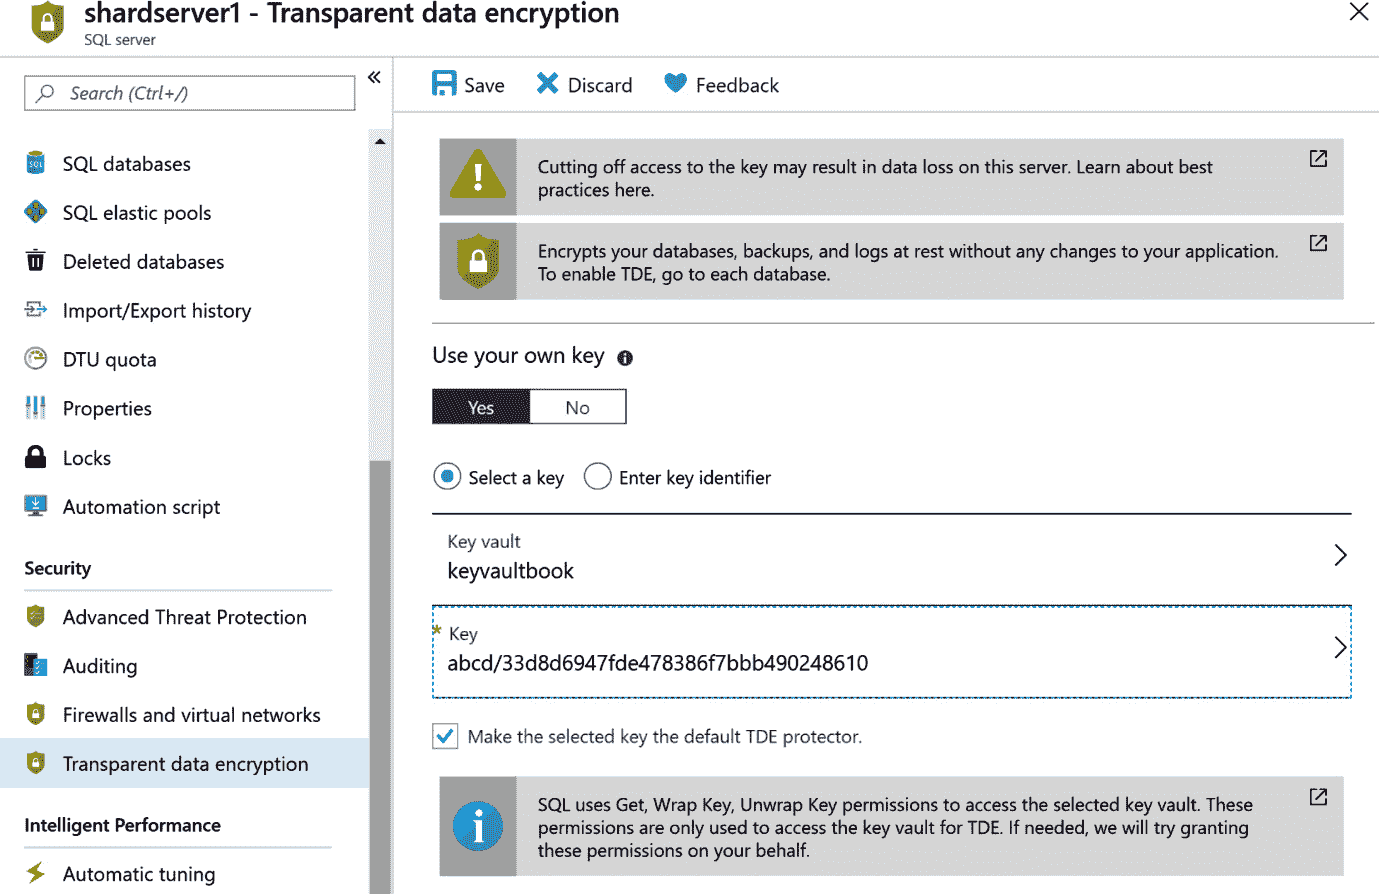 shardserver1 - Transparent data encryption
SQL server
Search (Ctrl+/)
SQL databases
SQL elastic pools
Deleted databases
Import/Export history
DTU quota
Properties
Locks
Automation script
Security
Advanced Threat Protection
Auditing
Firewalls and virtual networks
Transparent data encryption
Intelligent Performance
Automatic tuning
Save Discard Feedback
Cutting off access to the key may result in data loss on this server. Learn about best
practices here.
Encrypts your databases, backups, and logs at rest without any changes to your application.
To enable TDE, go to each database.
Use your own key
Yes No
Select a key Enter key identifier
Key vault
keyvaultbook
* Key
abcd/33d8d6947fde478386f7bbb490248610
Make the selected key the default TDE protector.
SQL uses Get, Wrap Key, Unwrap Key permissions to access the selected key vault. These
permissions are only used to access the key vault for TDE. If needed, we will try granting
these permissions on your behalf.